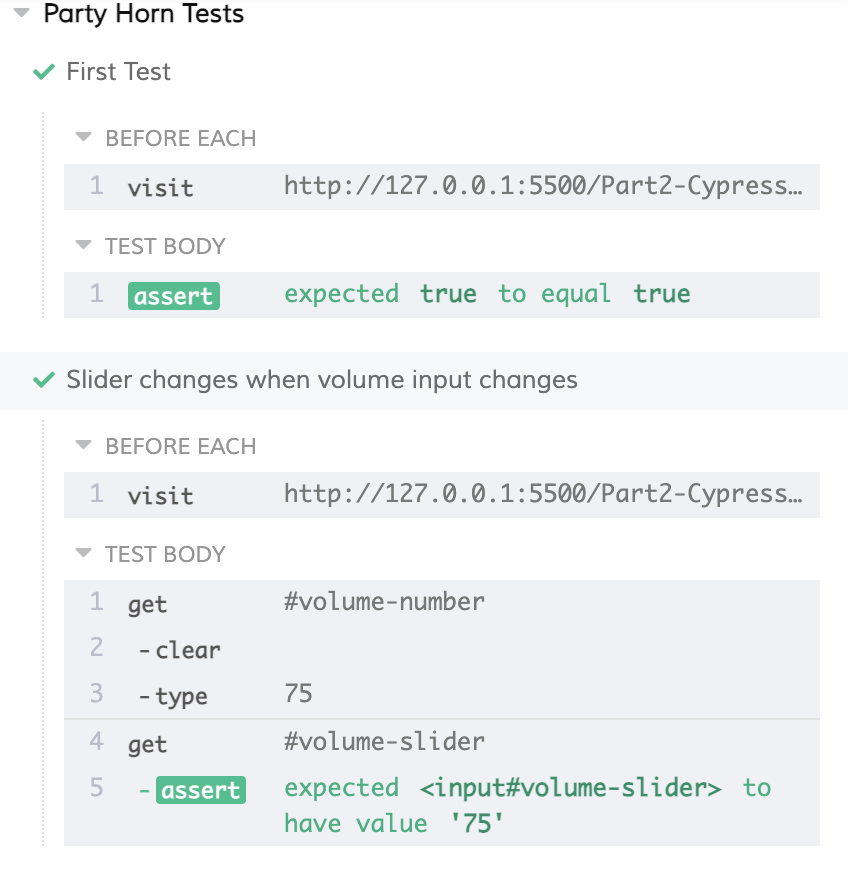 Party Horn Tests
First Test
BEFORE EACH
1 visit http://127.0.0.1:5500/Part2-Cypress…
TEST BODY
1 assert expected true to equal true
Slider changes when volume input changes
BEFORE EACH
1 visit http://127.0.0.1:5500/Part2-Cypress…
TEST BODY
1 get #volume-number
2 -clear
3 -type 75
4 get #volume-slider
5 -assert expected <input#volume-slider> to
have value '75'